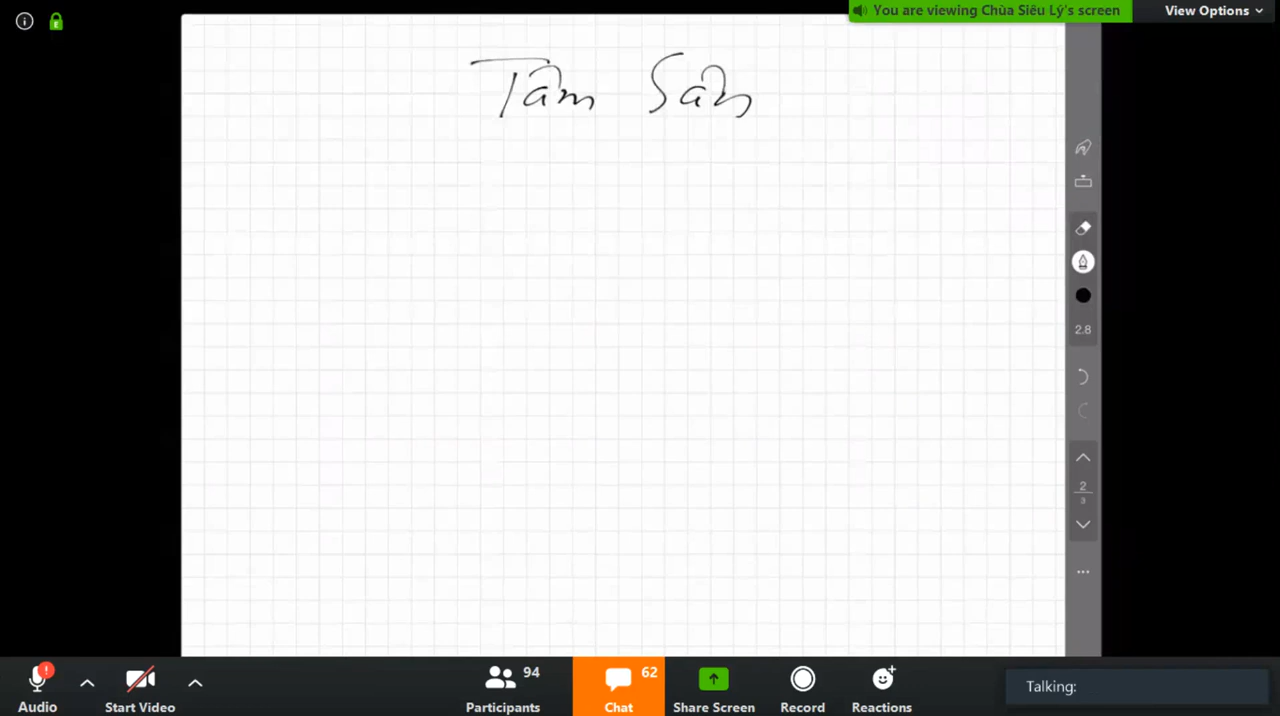 You are viewing Chùa Siêu Lý's screen
View Options
Tâm Sân
2.8
2
3
94
62
Audio
Start Video
Participants
Chat
Share Screen
Record
Reactions
Talking: